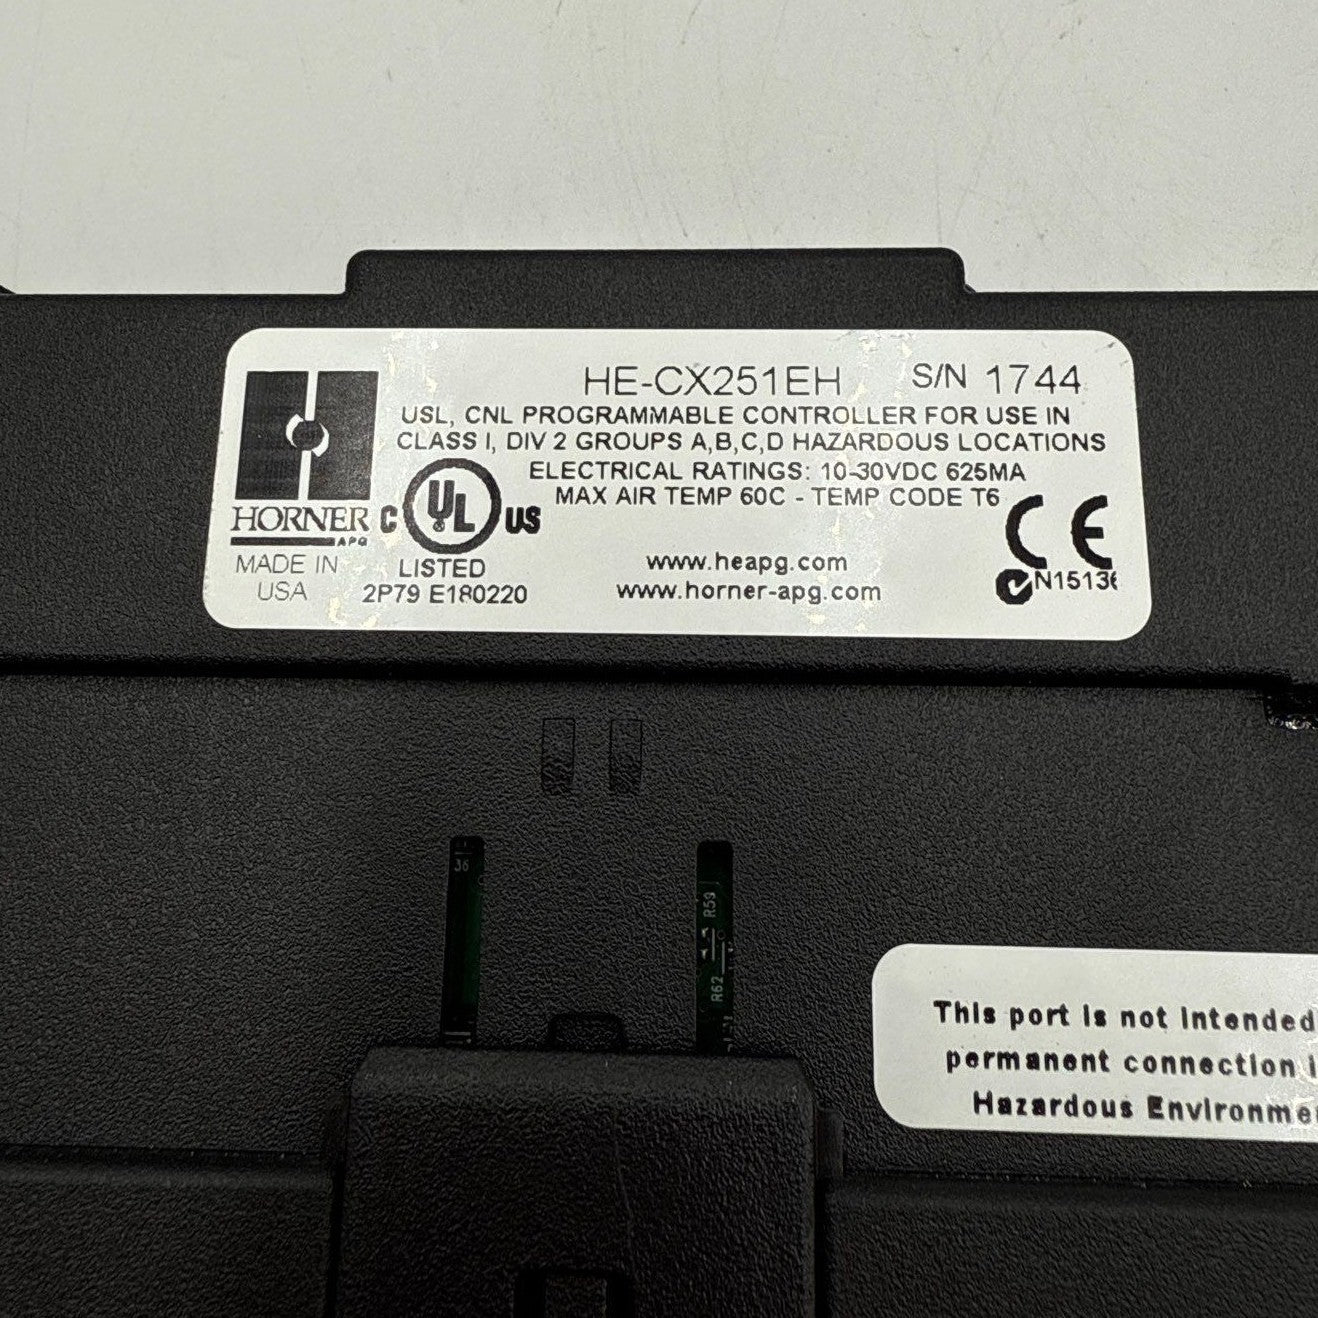 HE-CX251EH S/N 1744
USL, CNL PROGRAMMABLE CONTROLLER FOR USE IN
CLASS I, DIV 2 GROUPS A,B,C,D HAZARDOUS LOCATIONS
ELECTRICAL RATINGS: 10-30VDC 625MA
MAX AIR TEMP 60C - TEMP CODE T6
HORNER
APG
C UL US
CE
MADE IN
USA
LISTED
2P79 E180220
www.heapg.com
www.horner-apg.com
N15136
36
R59
R62
This port is not intended
permanent connection
Hazardous